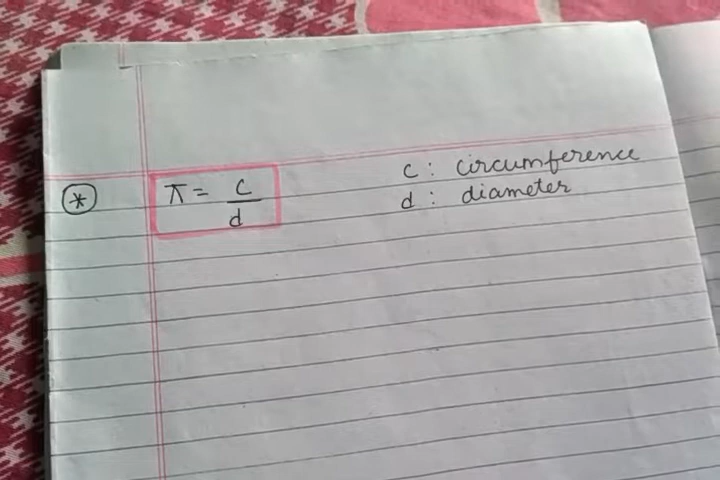 * π = c/d
c : circumference
d : diameter